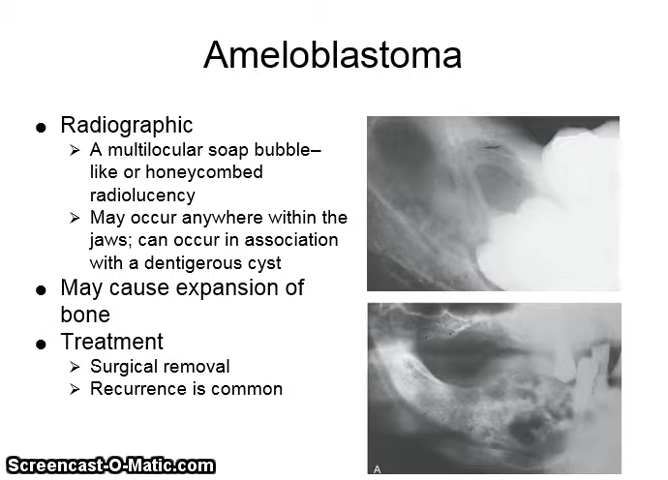 Ameloblastoma
● Radiographic
➢ A multilocular soap bubble–
like or honeycombed
radiolucency
➢ May occur anywhere within the
jaws; can occur in association
with a dentigerous cyst
● May cause expansion of
bone
● Treatment
➢ Surgical removal
➢ Recurrence is common
A
Screencast-O-Matic.com